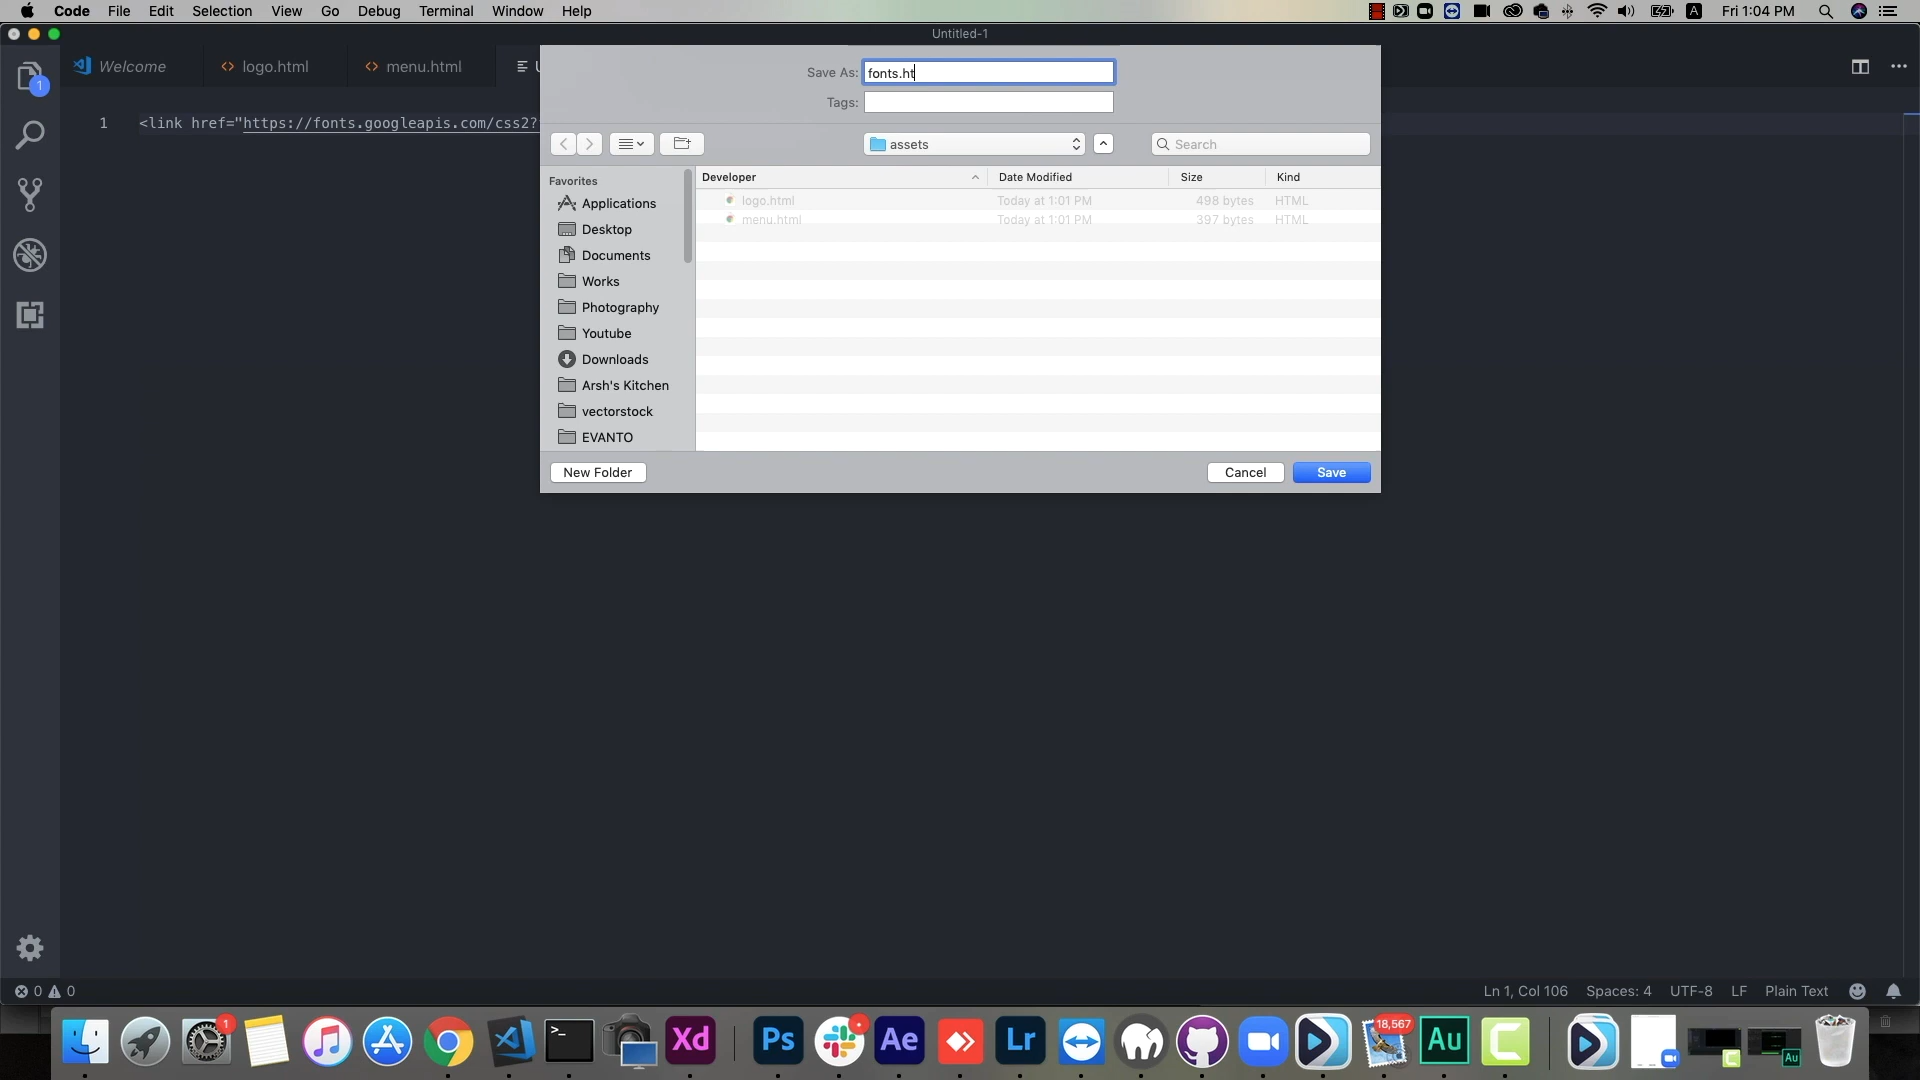 Code File Edit Selection View Go Debug Terminal Window Help A Fri 1:04 PM
Untitled-1
Welcome logo.html menu.html U
Save As: fonts.ht
Tags:
1
1 <link href="https://fonts.googleapis.com/css2?
assets Search
Favorites
Applications
Desktop
Documents
Works
Photography
Youtube
Downloads
Arsh's Kitchen
vectorstock
EVANTO
Developer Date Modified Size Kind
logo.html Today at 1:01 PM 498 bytes HTML
menu.html Today at 1:01 PM 397 bytes HTML
New Folder Cancel Save
0 0 Ln 1, Col 106 Spaces: 4 UTF-8 LF Plain Text
1 >_ Xd Ps Ae Lr 18,567 Au Au